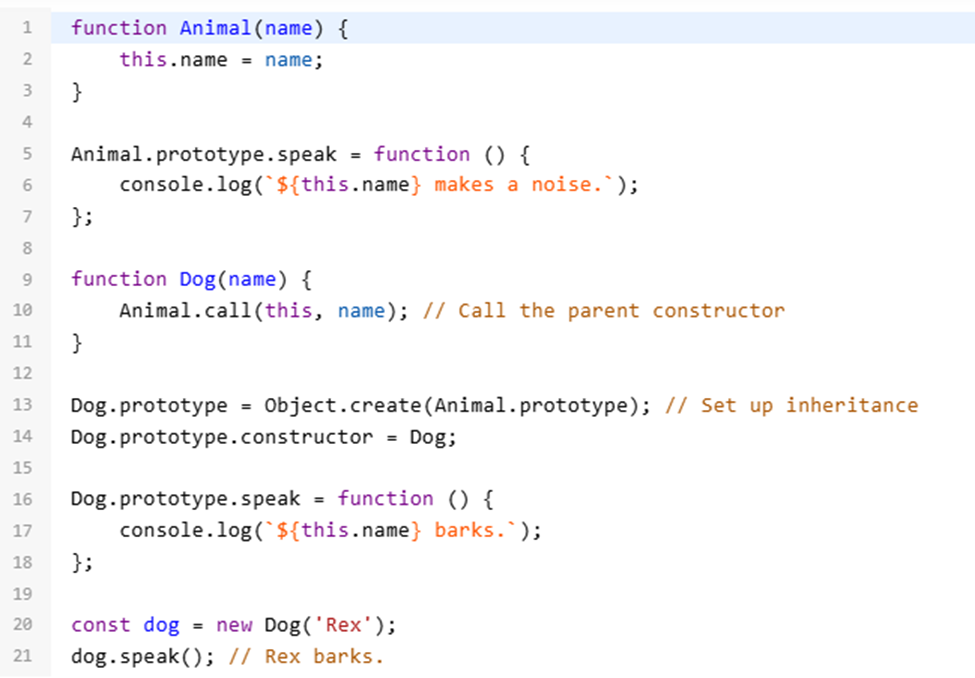 1 function Animal(name) {
2     this.name = name;
3 }
4
5 Animal.prototype.speak = function () {
6     console.log(`${this.name} makes a noise.`);
7 };
8
9 function Dog(name) {
10     Animal.call(this, name); // Call the parent constructor
11 }
12
13 Dog.prototype = Object.create(Animal.prototype); // Set up inheritance
14 Dog.prototype.constructor = Dog;
15
16 Dog.prototype.speak = function () {
17     console.log(`${this.name} barks.`);
18 };
19
20 const dog = new Dog('Rex');
21 dog.speak(); // Rex barks.